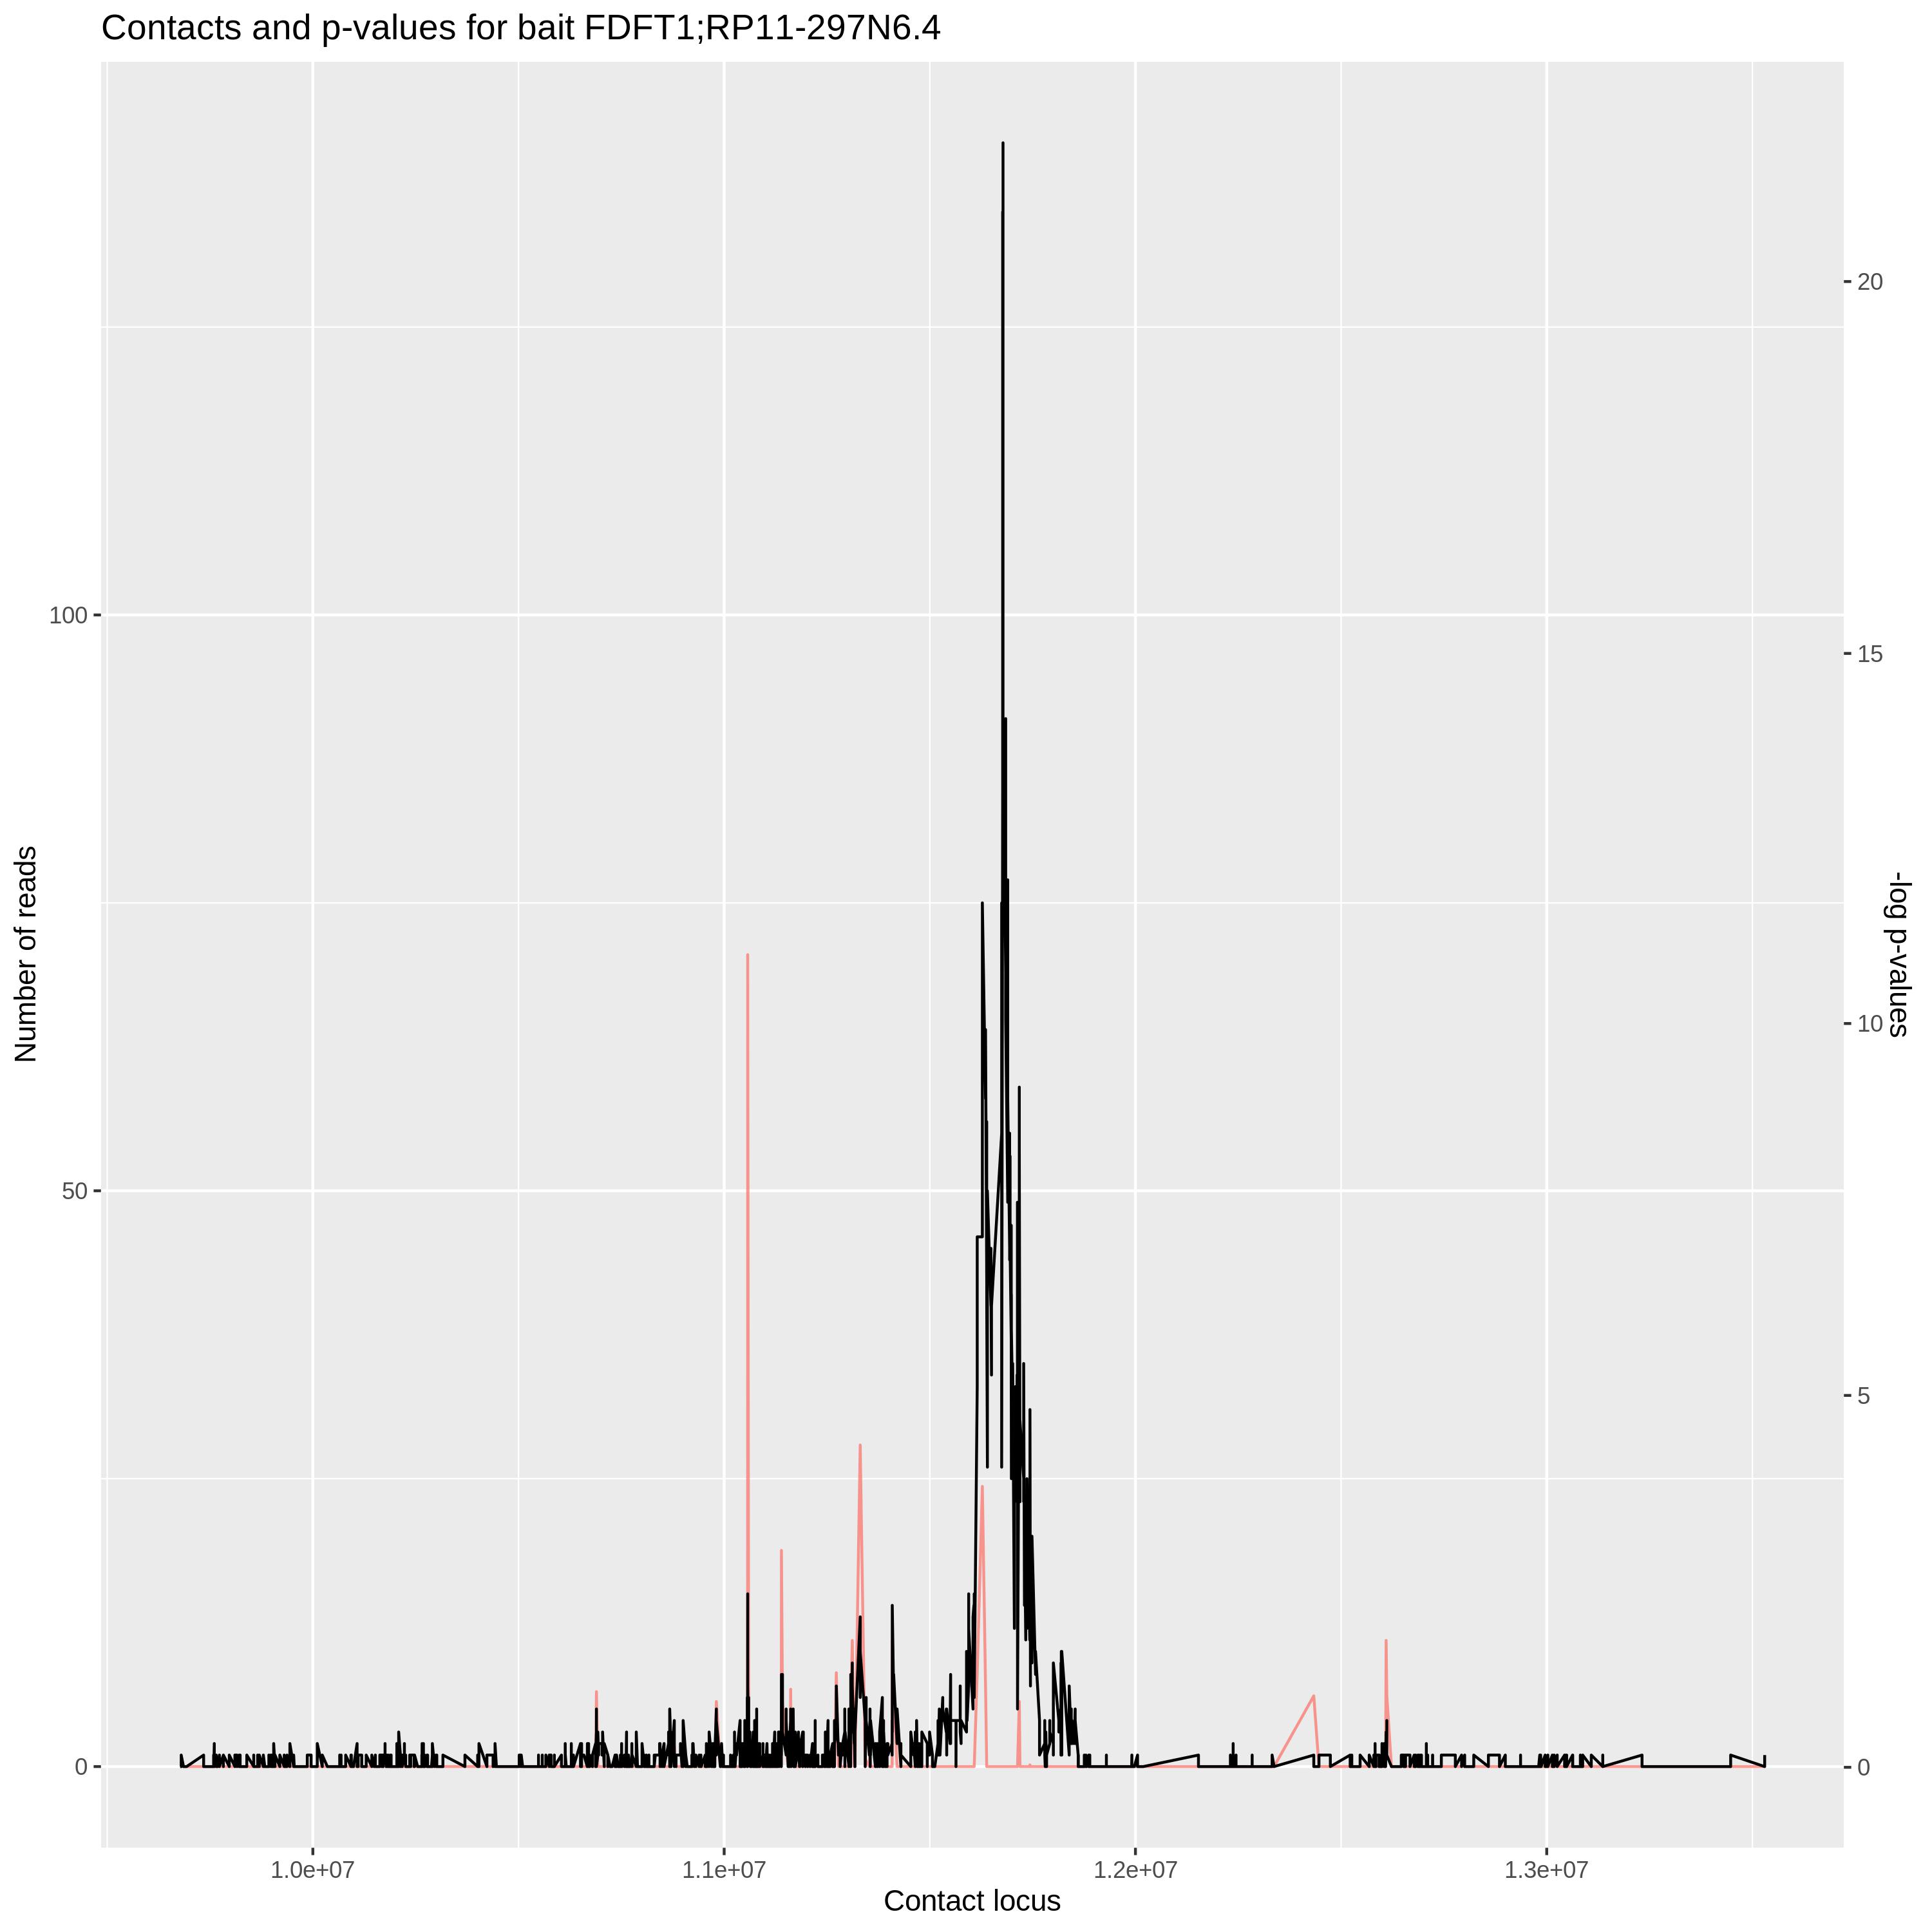 Contacts and p-values for bait FDFT1;RP11-297N6.4
Number of reads
100
50
0
20
15
10
5
0
-log p-values
1.0e+07
1.1e+07
1.2e+07
1.3e+07
Contact locus